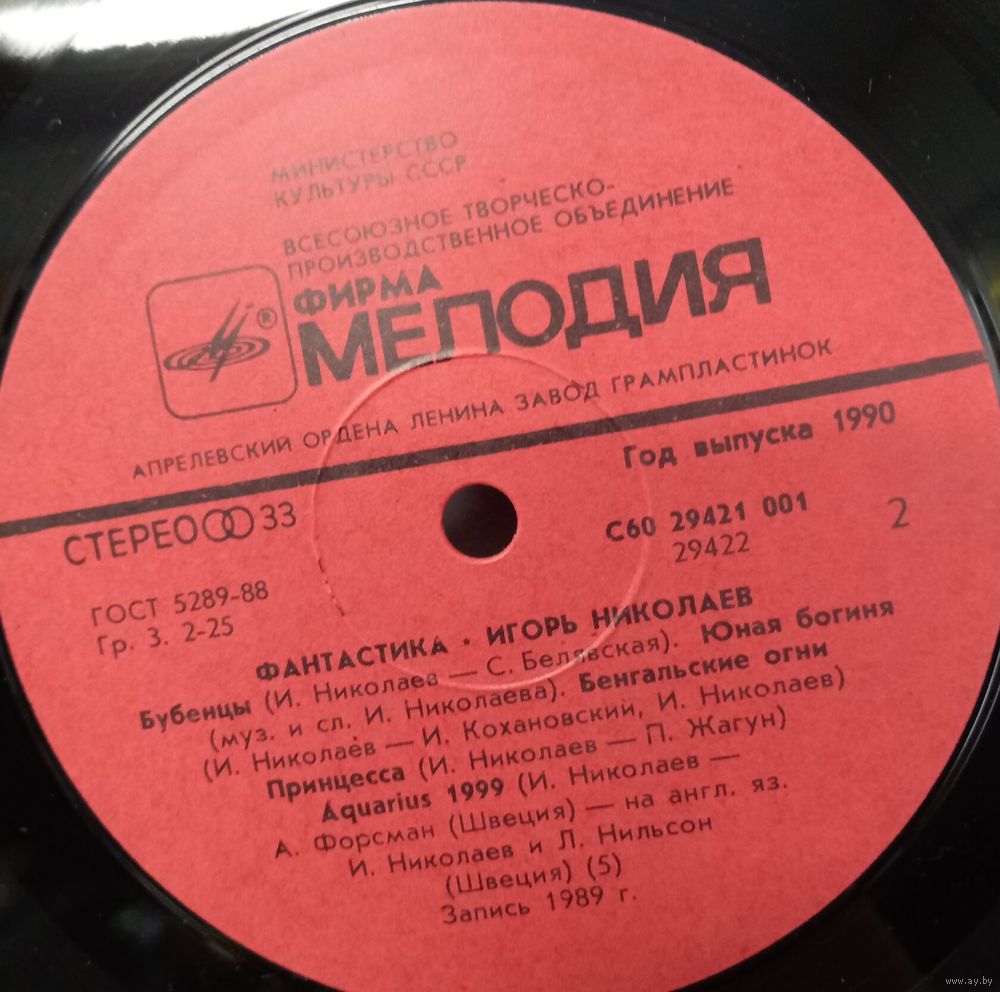 МИНИСТЕРСТВО
КУЛЬТУРЫ СССР
ВСЕСОЮЗНОЕ ТВОРЧЕСКО-
ПРОИЗВОДСТВЕННОЕ ОБЪЕДИНЕНИЕ
ФИРМА
МЕЛОДИЯ
®
АПРЕЛЕВСКИЙ ОРДЕНА ЛЕНИНА ЗАВОД ГРАМПЛАСТИНОК
Год выпуска 1990
СТЕРЕО 33
С60 29421 001
29422
2
ГОСТ 5289-88
Гр. 3. 2-25
ФАНТАСТИКА • ИГОРЬ НИКОЛАЕВ
Бубенцы (И. Николаев — С. Белявская). Юная богиня
(муз. и сл. И. Николаева). Бенгальские огни
(И. Николаев — И. Кохановский, И. Николаев)
Принцесса (И. Николаев — П. Жагун)
Aquarius 1999 (И. Николаев —
А. Форсман (Швеция) — на англ. яз.
И. Николаев и Л. Нильсон
(Швеция) (5)
Запись 1989 г.
www.ay.by